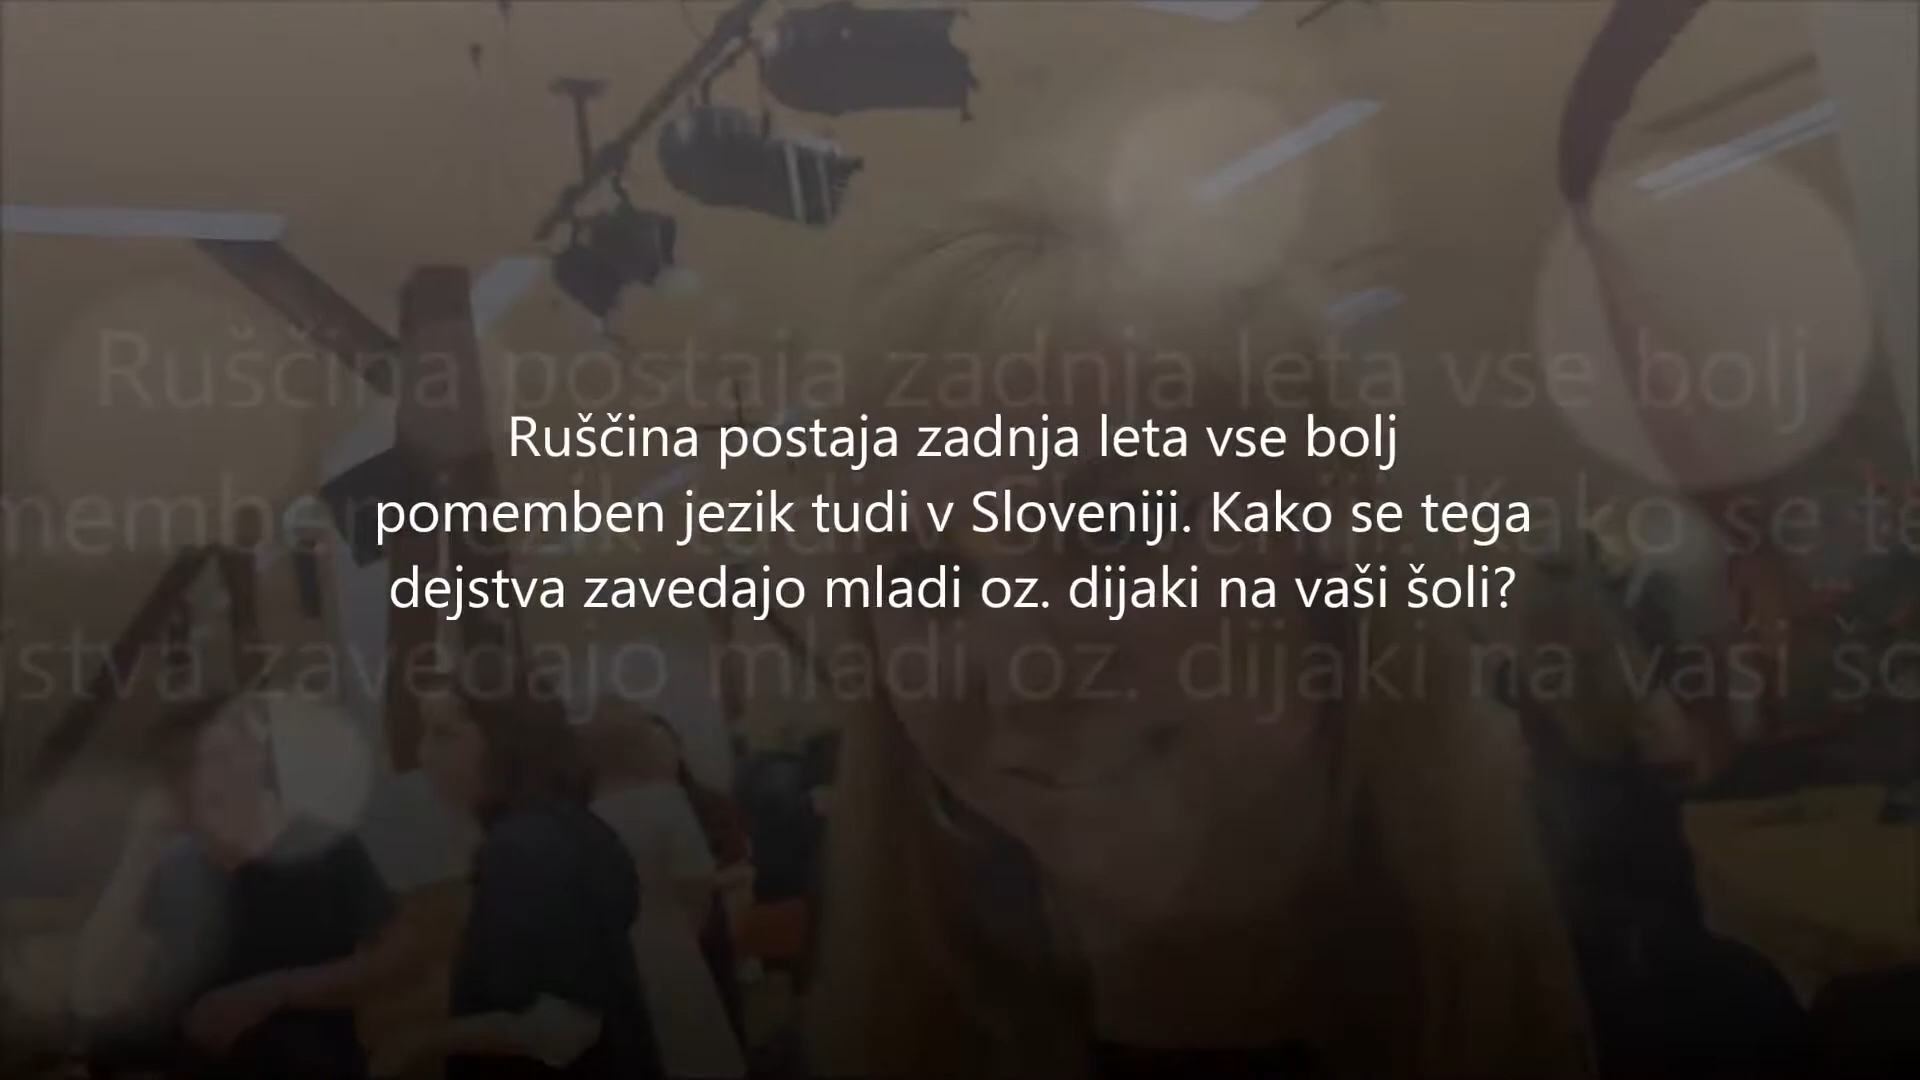 Ruščina postaja zadnja leta vse bolj
pomemben jezik tudi v Sloveniji. Kako se tega
dejstva zavedajo mladi oz. dijaki na vaši šoli?